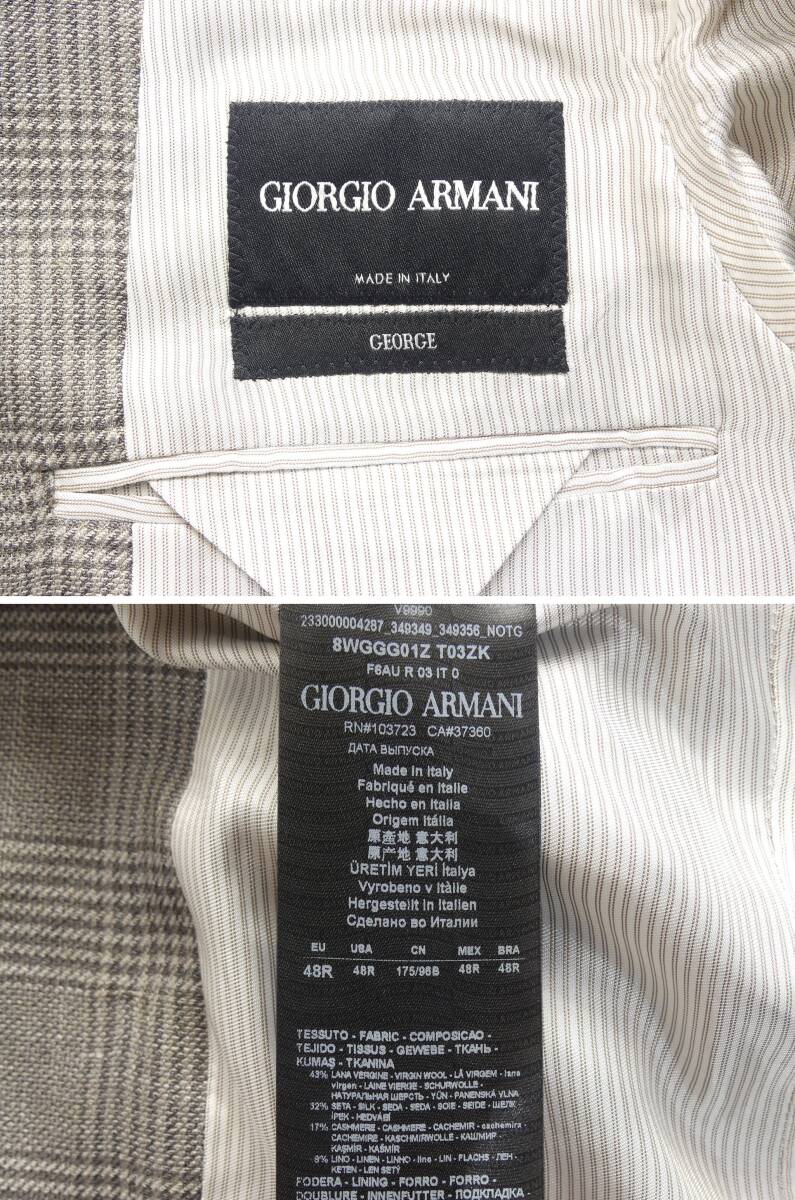 GIORGIO ARMANI
MADE IN ITALY
GEORGE
V9990
233000004287_349349_349356_NOTG
8WGGG01Z T03ZK
F6AU R 03 IT 0
GIORGIO ARMANI
RN#103723 CA#37360
ДАТА ВЫПУСКА
Made in Italy
Fabriqué en Italie
Hecho en Italia
Origem Itália
原產地 意大利
原产地 意大利
ÜRETİM YERİ İtalya
Vyrobeno v Itálie
Hergestellt in Italien
Сделано во Италии
EU USA CN MEX BRA
48R 48R 175/96B 48R 48R
TESSUTO - FABRIC - COMPOSICAO -
TEJIDO - TISSUS - GEWEBE - ТКАНЬ -
KUMAŞ - TKANINA
43% LANA VERGINE - VIRGIN WOOL - LÃ VIRGEM - lana
virgen - LAINE VIERGE - SCHURWOLLE -
НАТУРАЛЬНАЯ ШЕРСТЬ - YÜN - PANENSKÁ VLNA
32% SETA - SILK - SEDA - SEDA - SOIE - SEIDE - ШЕЛК -
İPEK - HEDVÁBÍ
17% CASHMERE - CASHMERE - CACHEMIR - cachemira -
CACHEMIRE - KASCHMIRWOLLE - КАШМИР -
KAŞMİR - KAŠMÍR
8% LINO - LINEN - LINHO - lino - LIN - FLACHS - ЛЕН -
KETEN - LEN SETÝ
FODERA - LINING - FORRO - FORRO -
DOUBLURE - INNENFUTTER - ПОДКЛАДКА -